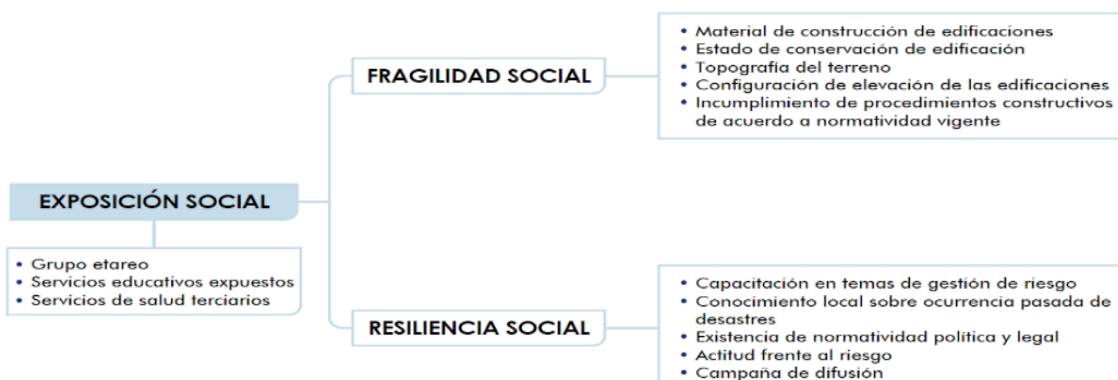 EXPOSICIÓN SOCIAL
• Grupo etareo
• Servicios educativos expuestos
• Servicios de salud terciarios
FRAGILIDAD SOCIAL
• Material de construcción de edificaciones
• Estado de conservación de edificación
• Topografía del terreno
• Configuración de elevación de las edificaciones
• Incumplimiento de procedimientos constructivos
de acuerdo a normatividad vigente
RESILIENCIA SOCIAL
• Capacitación en temas de gestión de riesgo
• Conocimiento local sobre ocurrencia pasada de
desastres
• Existencia de normatividad política y legal
• Actitud frente al riesgo
• Campaña de difusión